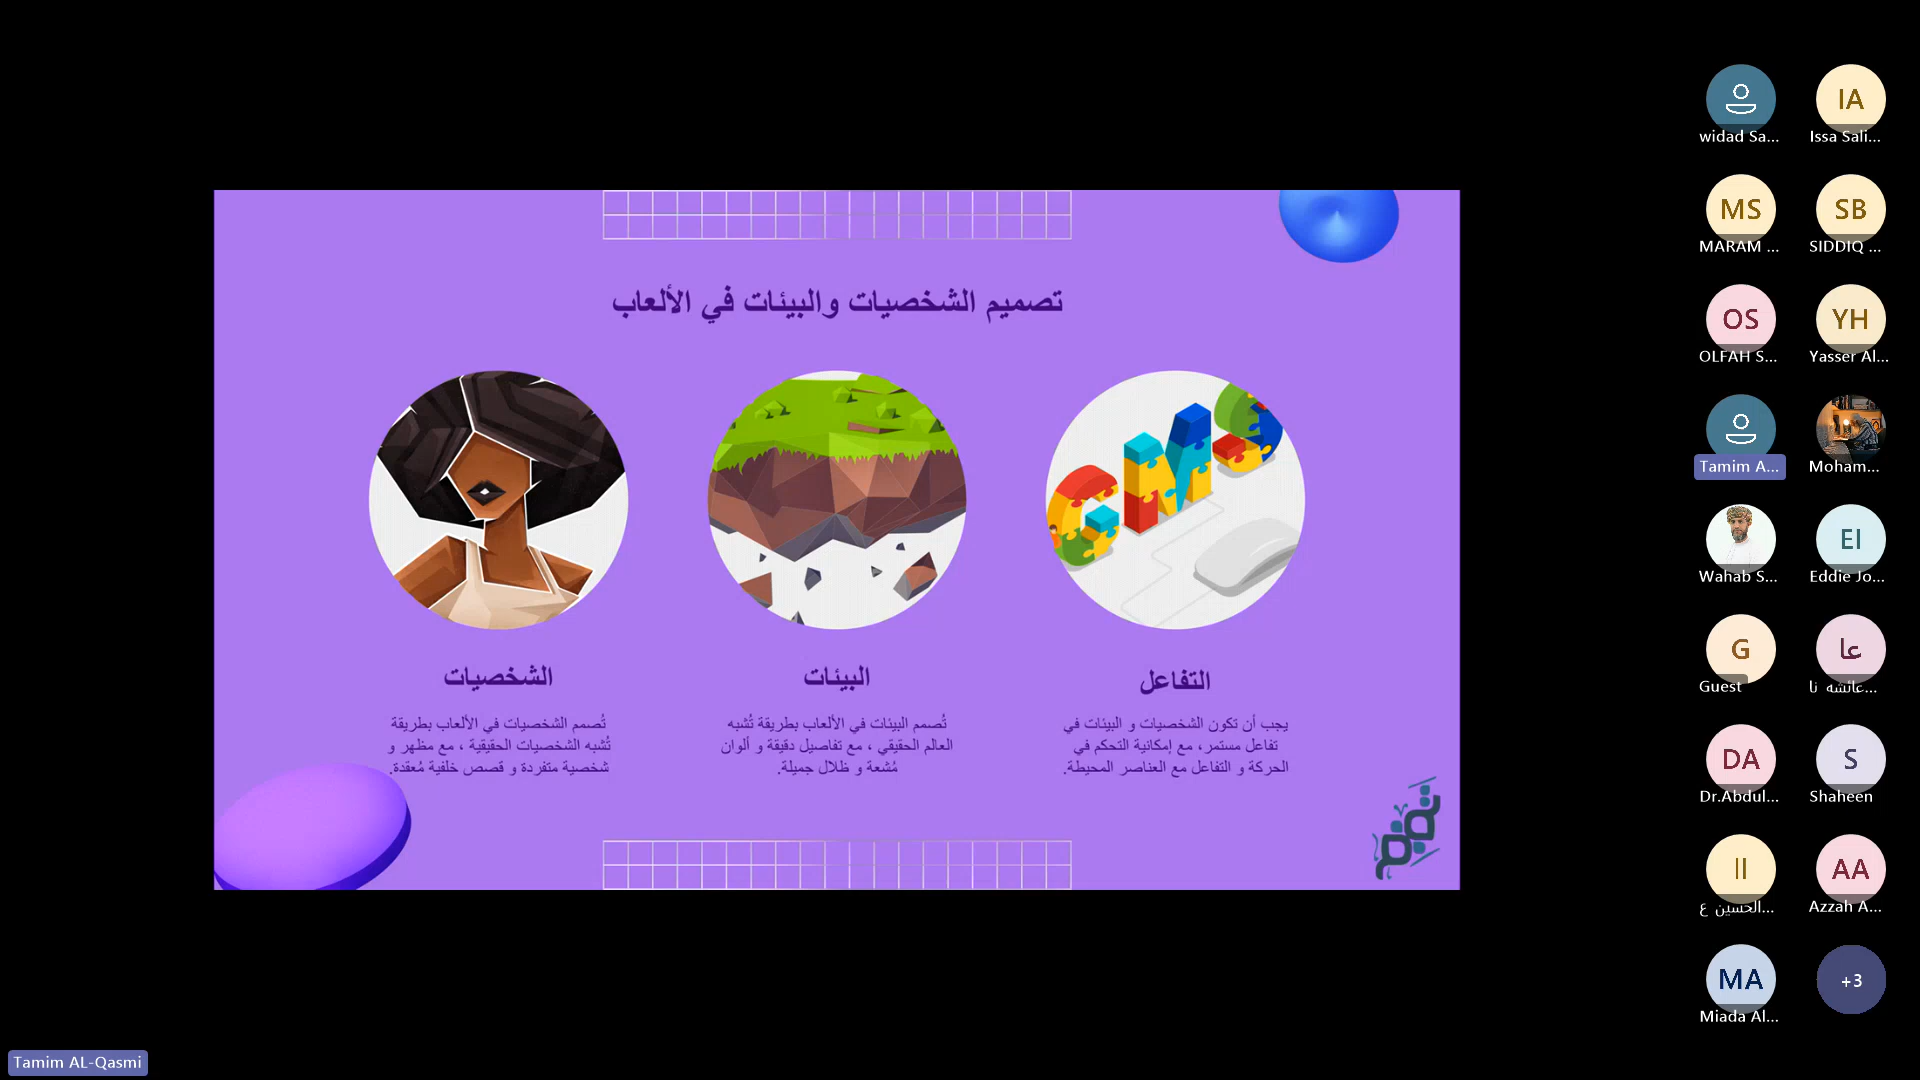 تصميم الشخصيات والبيئات في الألعاب
التفاعل
يجب أن تكون الشخصيات و البيئات في
تفاعل مستمر، مع إمكانية التحكم في
الحركة و التفاعل مع العناصر المحيطة.
البيئات
تُصمم البيئات في الألعاب بطريقة تُشبه
العالم الحقيقي ، مع تفاصيل دقيقة و ألوان
مُشعة و ظلال جميلة.
الشخصيات
تُصمم الشخصيات في الألعاب بطريقة
تُشبه الشخصيات الحقيقية ، مع مظهر و
شخصية متفردة و قصص خلفية مُعقدة.
widad Sa...
IA
Issa Sali...
MS
MARAM ...
SB
SIDDIQ ...
OS
OLFAH S...
YH
Yasser Al...
Tamim A...
Moham...
Wahab S...
EI
Eddie Jo...
G
Guest
عا
عائشه نا...
DA
Dr.Abdul...
S
Shaheen
اا
الحسين ع...
AA
Azzah A...
MA
Miada Al...
+3
Tamim AL-Qasmi